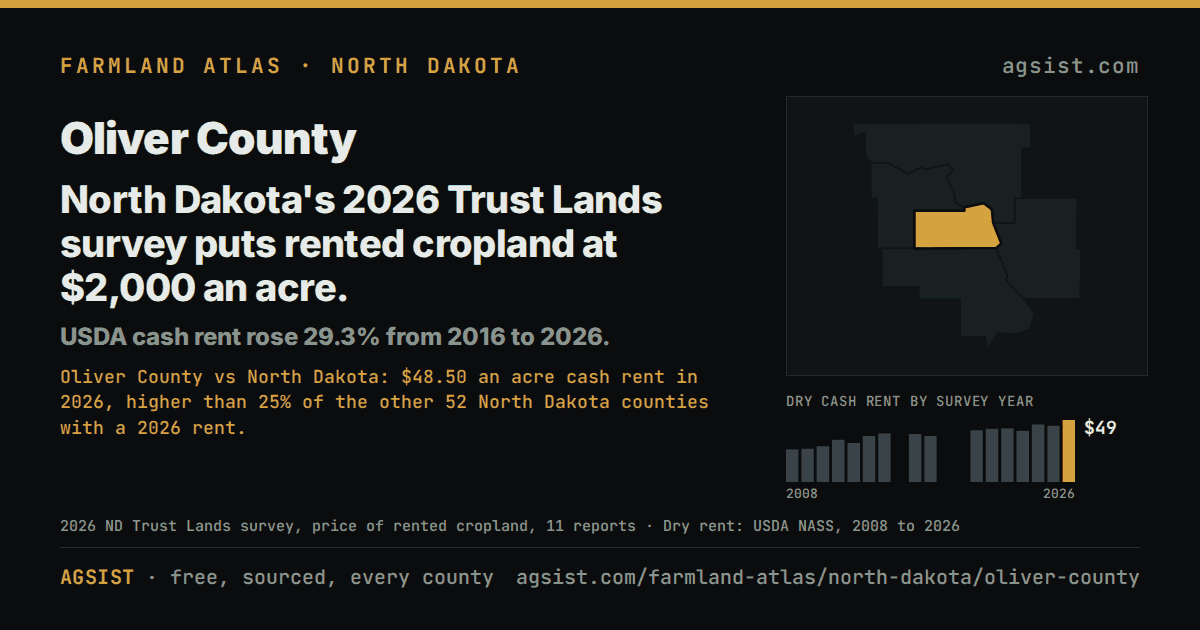 FARMLAND ATLAS · NORTH DAKOTA
agsist.com
Oliver County
North Dakota's 2026 Trust Lands
survey puts rented cropland at
$2,000 an acre.
USDA cash rent rose 29.3% from 2016 to 2026.
Oliver County vs North Dakota: $48.50 an acre cash rent in
2026, higher than 25% of the other 52 North Dakota counties
with a 2026 rent.
DRY CASH RENT BY SURVEY YEAR
$49
2008
2026
2026 ND Trust Lands survey, price of rented cropland, 11 reports · Dry rent: USDA NASS, 2008 to 2026
AGSIST · free, sourced, every county
agsist.com/farmland-atlas/north-dakota/oliver-county